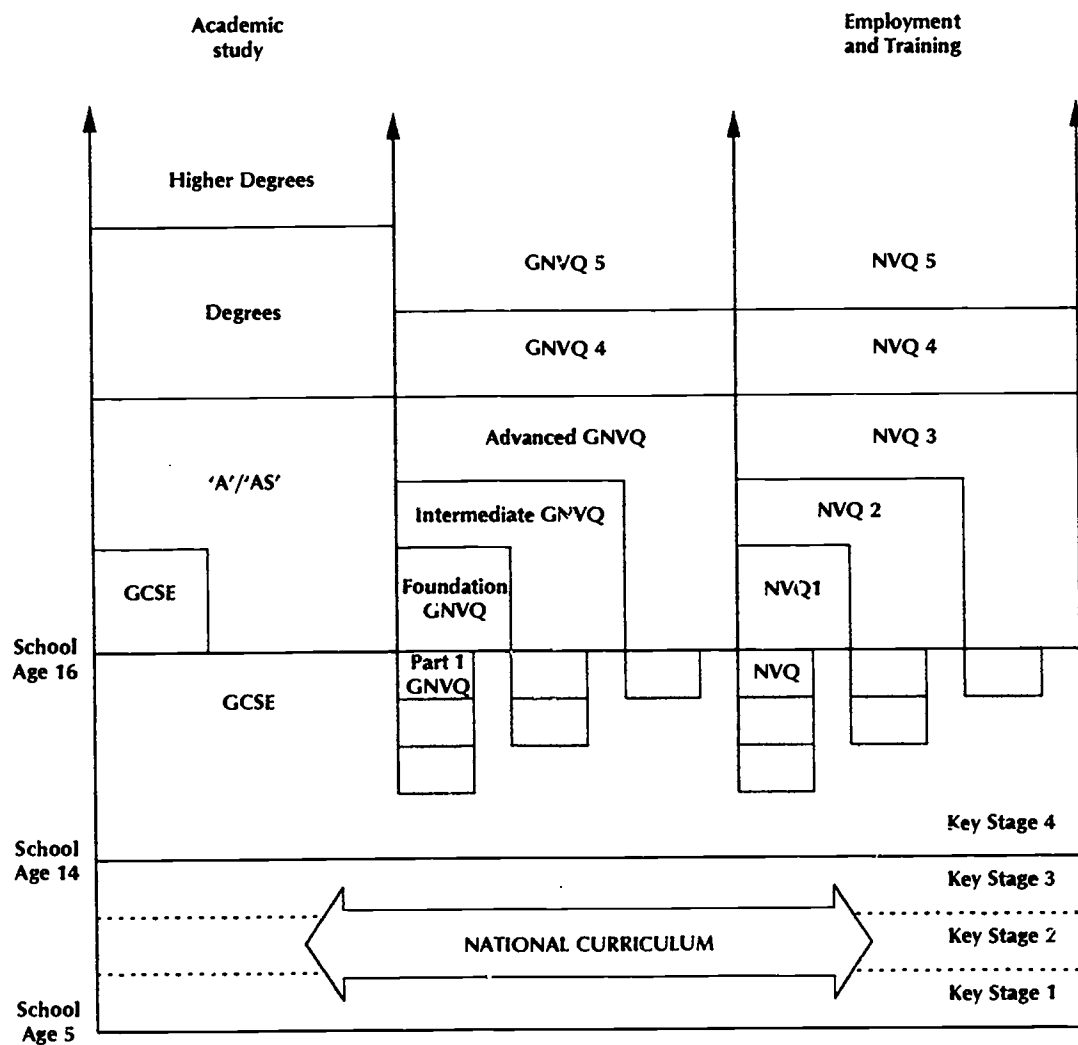 Academic
study
Employment
and Training
Higher Degrees
GNVQ 5
NVQ 5
Degrees
GNVQ 4
NVQ 4
Advanced GNVQ
NVQ 3
'A'/'AS'
Intermediate GNVQ
NVQ 2
GCSE
Foundation
GNVQ
NVQ1
School
Age 16
Part 1
GNVQ
NVQ
GCSE
Key Stage 4
School
Age 14
Key Stage 3
NATIONAL CURRICULUM
Key Stage 2
Key Stage 1
School
Age 5